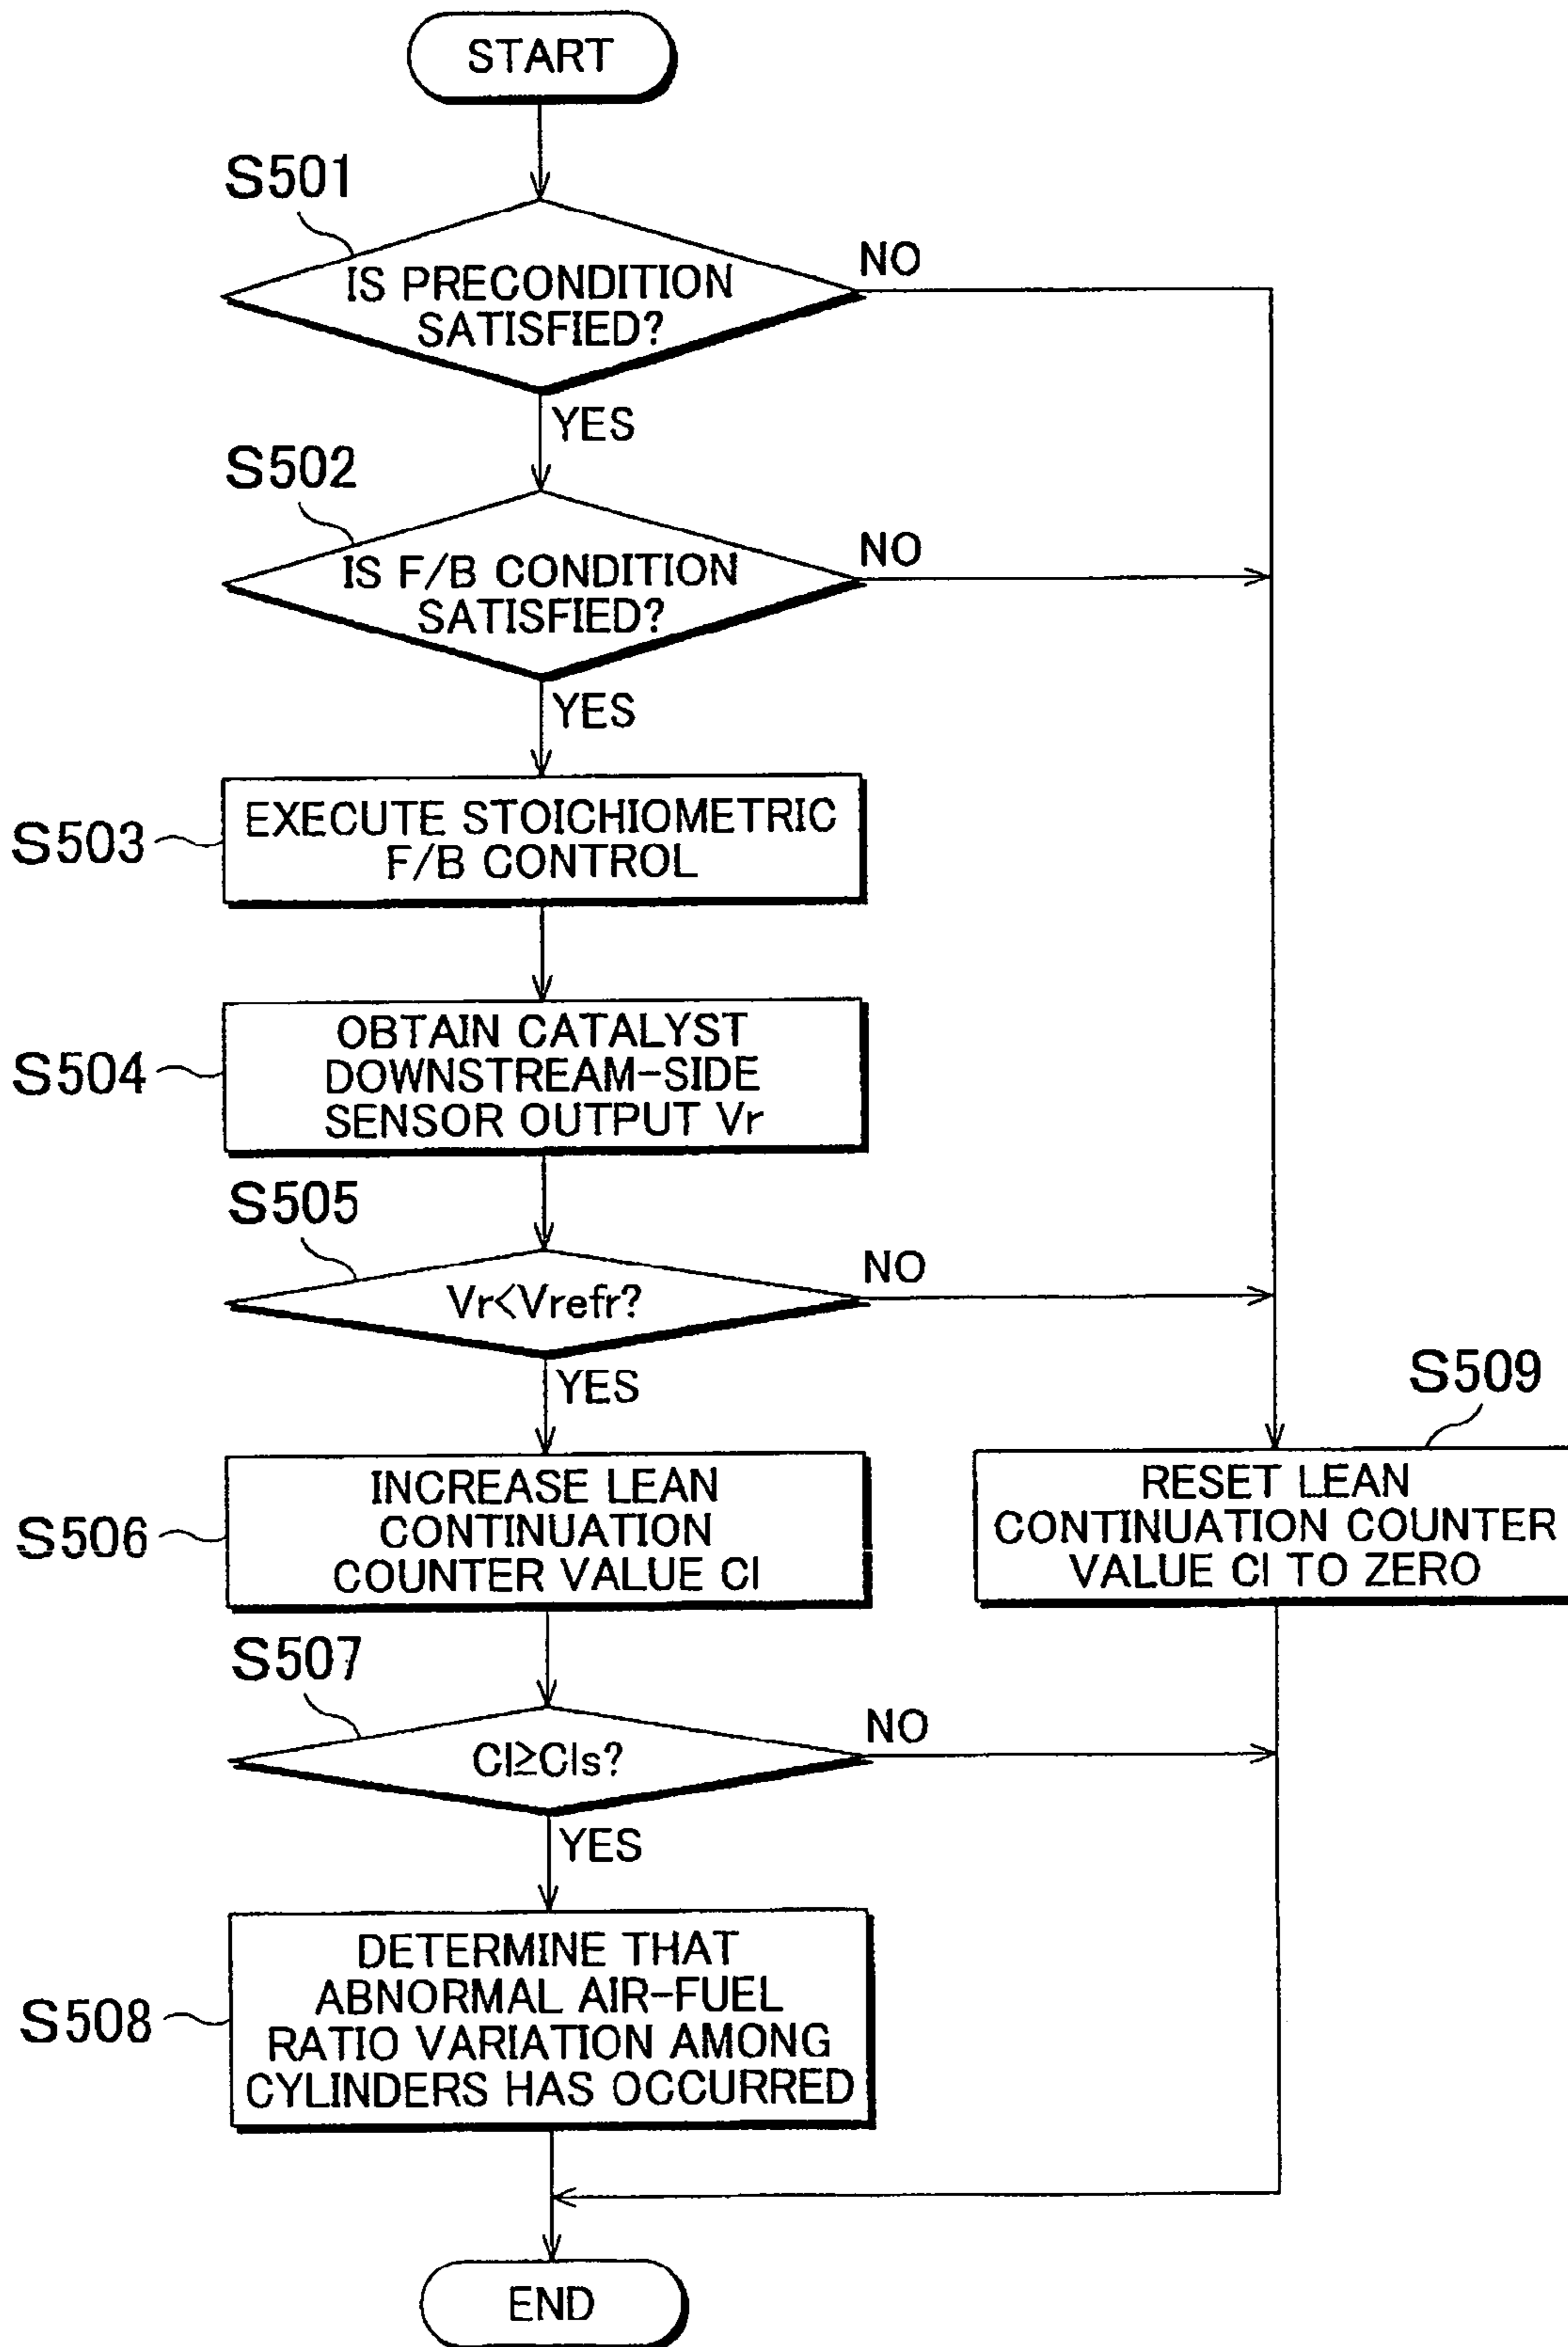 START
S501
IS PRECONDITION
SATISFIED?
NO
YES
S502
IS F/B CONDITION
SATISFIED?
NO
YES
S503
EXECUTE STOICHIOMETRIC
F/B CONTROL
S504
OBTAIN CATALYST
DOWNSTREAM-SIDE
SENSOR OUTPUT Vr
S505
Vr<Vrefr?
NO
YES
S506
INCREASE LEAN
CONTINUATION
COUNTER VALUE Cl
S509
RESET LEAN
CONTINUATION COUNTER
VALUE Cl TO ZERO
S507
Cl≥Cls?
NO
YES
S508
DETERMINE THAT
ABNORMAL AIR-FUEL
RATIO VARIATION AMONG
CYLINDERS HAS OCCURRED
END